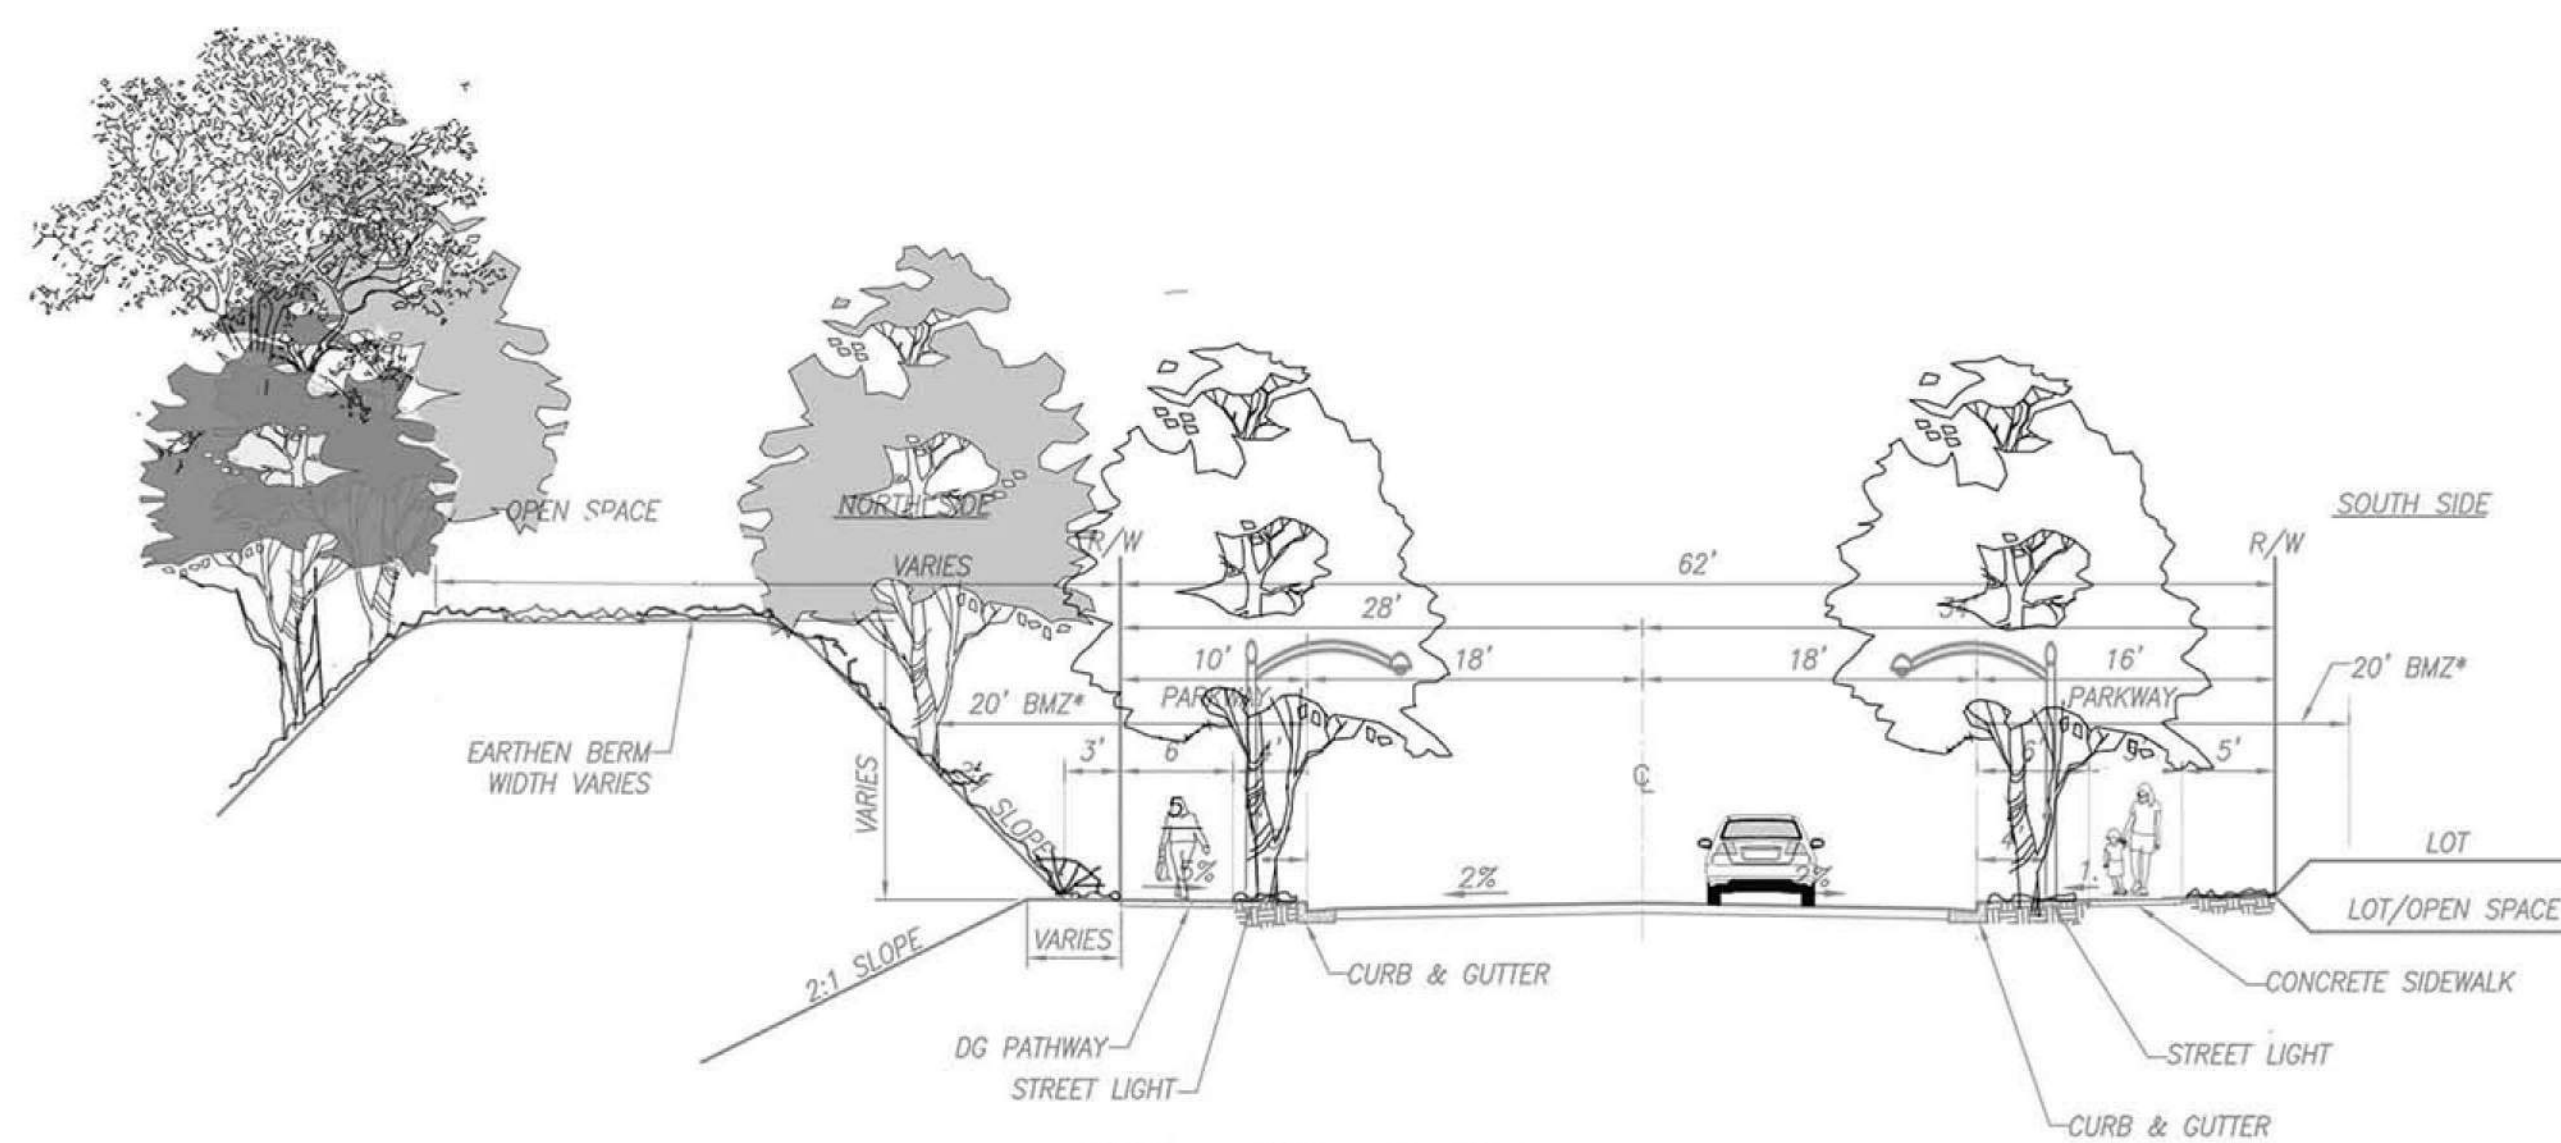 OPEN SPACE
NORTH SIDE
SOUTH SIDE
R/W
R/W
VARIES
62'
28'
10'
18'
18'
16'
20' BMZ*
PARKWAY
PARKWAY
20' BMZ*
EARTHEN BERM
WIDTH VARIES
3'
6'
4'
6'
5'
VARIES
SLOPE
2%
2%
LOT
LOT/OPEN SPACE
VARIES
2:1 SLOPE
CURB & GUTTER
CONCRETE SIDEWALK
DG PATHWAY
STREET LIGHT
STREET LIGHT
CURB & GUTTER